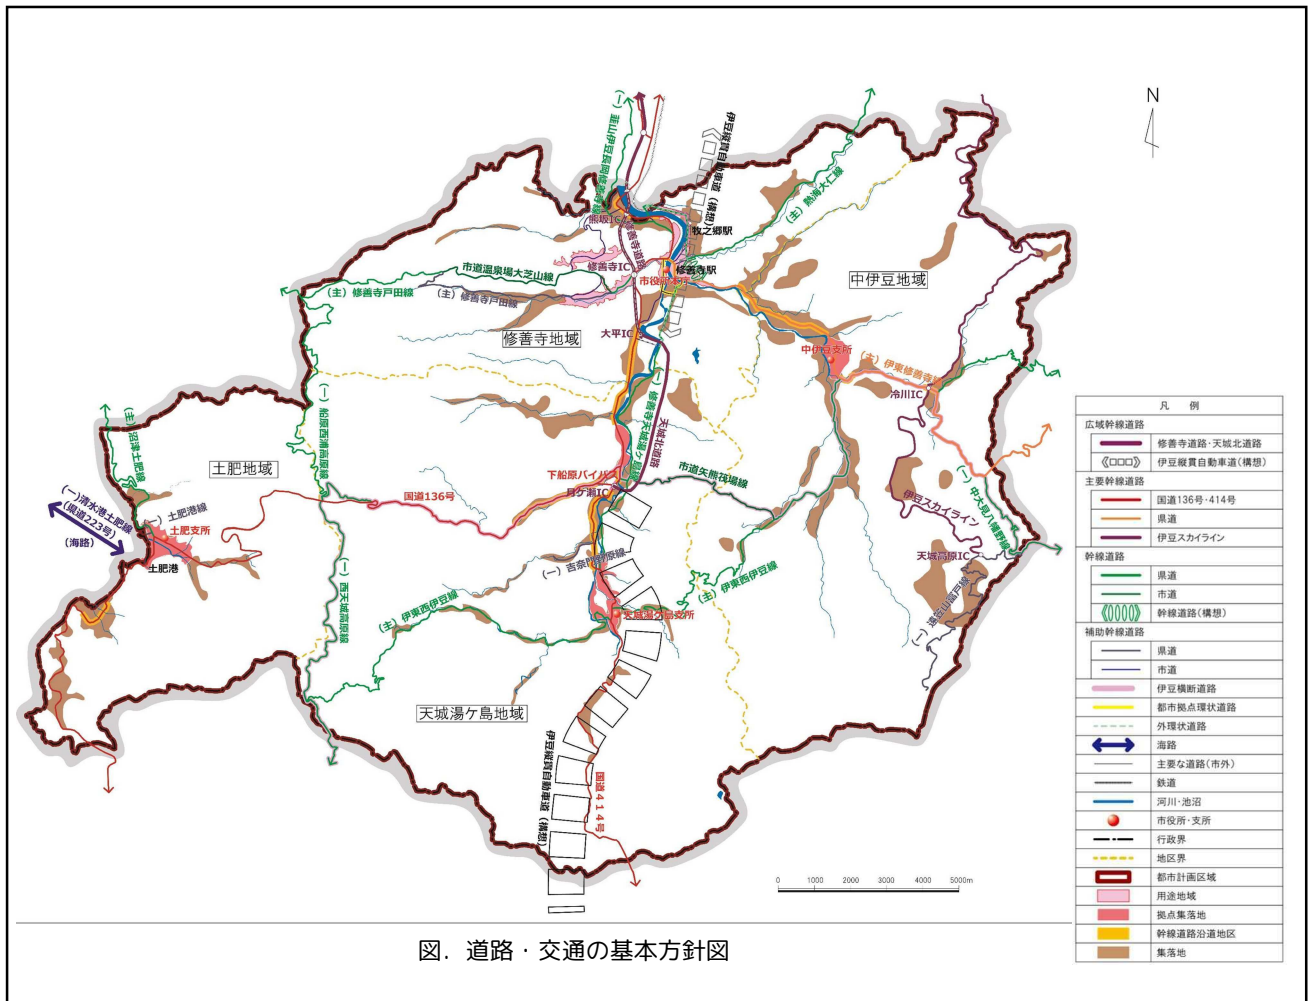 N
(一) 韮山伊豆長岡修善寺線
伊豆縦貫自動車道 (構想)
(主) 熱海大仁線
熊坂IC
修善寺道路
牧之郷駅
修善寺IC
修善寺駅
市役所本庁
市道温泉場大芝山線
(主) 修善寺戸田線
(主) 修善寺戸田線
中伊豆地域
大平IC
修善寺地域
中伊豆支所
(主) 伊東修善寺線
冷川IC
(一) 修善寺天城湯ケ島線
天城北道路
(一) 船原西浦高原線
(主) 沼津土肥線
土肥地域
下船原バイパス
月ケ瀬IC
市道矢熊筏場線
国道136号
(一)清水港土肥線
(県道223号)
(海路)
(一) 土肥港線
土肥支所
土肥港
伊豆スカイライン
(一) 中大見八幡野線
天城高原IC
(一) 西天城高原線
(主) 伊東西伊豆線
(主) 伊東西伊豆線
天城湯ケ島支所
天城湯ケ島地域
伊豆縦貫自動車道 (構想)
国道414号
0 1000 2000 3000 4000 5000m
凡 例
広域幹線道路
修善寺道路・天城北道路
伊豆縦貫自動車道(構想)
主要幹線道路
国道136号・414号
県道
伊豆スカイライン
幹線道路
県道
市道
幹線道路(構想)
補助幹線道路
県道
市道
伊豆横断道路
都市拠点環状道路
外環状道路
海路
主要な道路(市外)
鉄道
河川・池沼
市役所・支所
行政界
地区界
都市計画区域
用途地域
拠点集落地
幹線道路沿道地区
集落地
図. 道路・交通の基本方針図